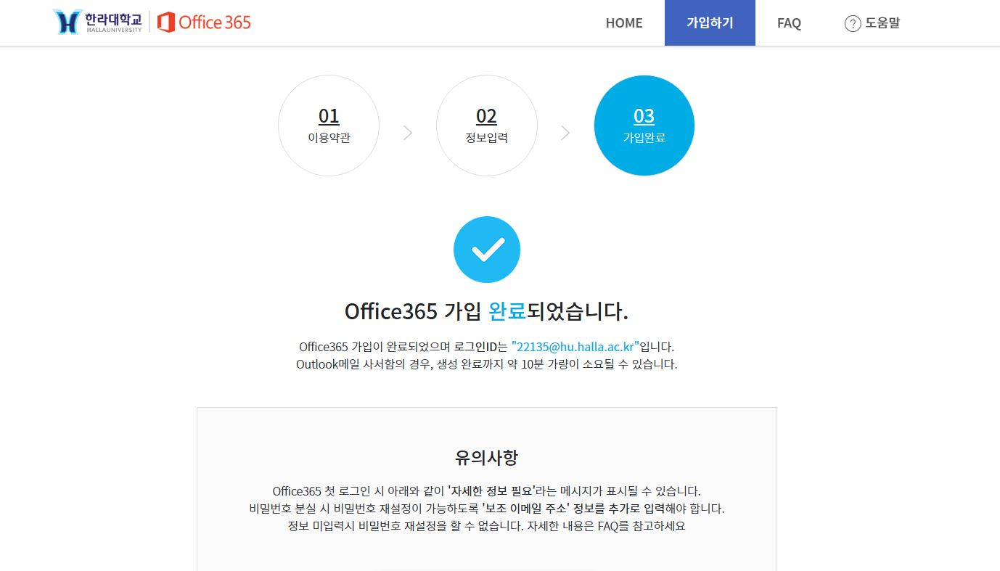 한라대학교
HALLA UNIVERSITY
Office 365
HOME
가입하기
FAQ
? 도움말
01
이용약관
02
정보입력
03
가입완료
Office365 가입 완료되었습니다.
Office365 가입이 완료되었으며 로그인ID는 "22135@hu.halla.ac.kr"입니다.
Outlook메일 사서함의 경우, 생성 완료까지 약 10분 가량이 소요될 수 있습니다.
유의사항
Office365 첫 로그인 시 아래와 같이 '자세한 정보 필요'라는 메시지가 표시될 수 있습니다.
비밀번호 분실 시 비밀번호 재설정이 가능하도록 '보조 이메일 주소' 정보를 추가로 입력해야 합니다.
정보 미입력시 비밀번호 재설정을 할 수 없습니다. 자세한 내용은 FAQ를 참고하세요